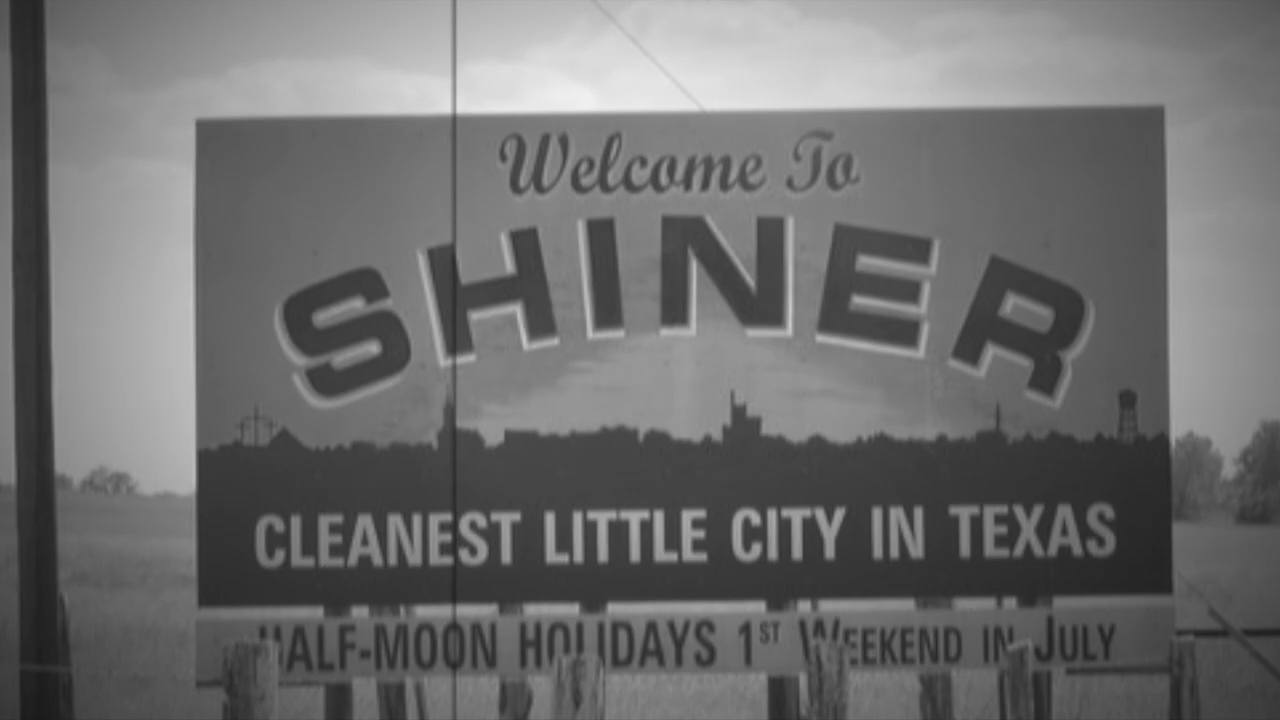 Welcome To
SHINER
CLEANEST LITTLE CITY IN TEXAS
HALF-MOON HOLIDAYS 1ST WEEKEND IN JULY